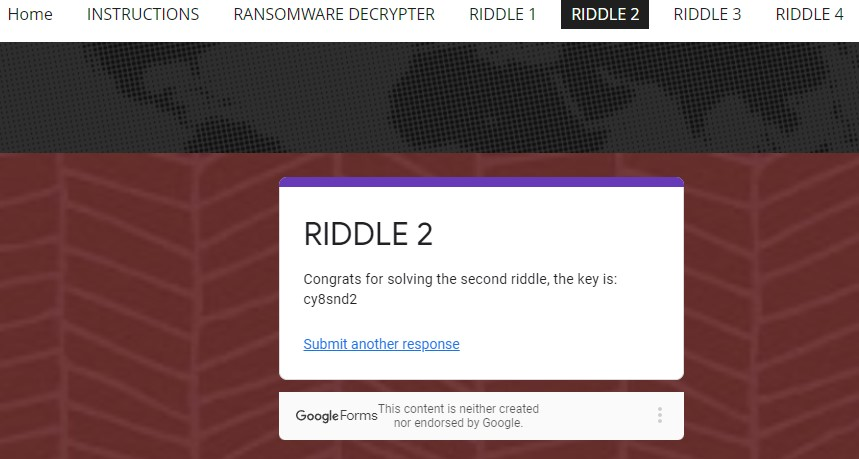 Home INSTRUCTIONS RANSOMWARE DECRYPTER RIDDLE 1 RIDDLE 2 RIDDLE 3 RIDDLE 4
RIDDLE 2
Congrats for solving the second riddle, the key is:
cy8snd2
Submit another response
Google Forms This content is neither created
nor endorsed by Google.